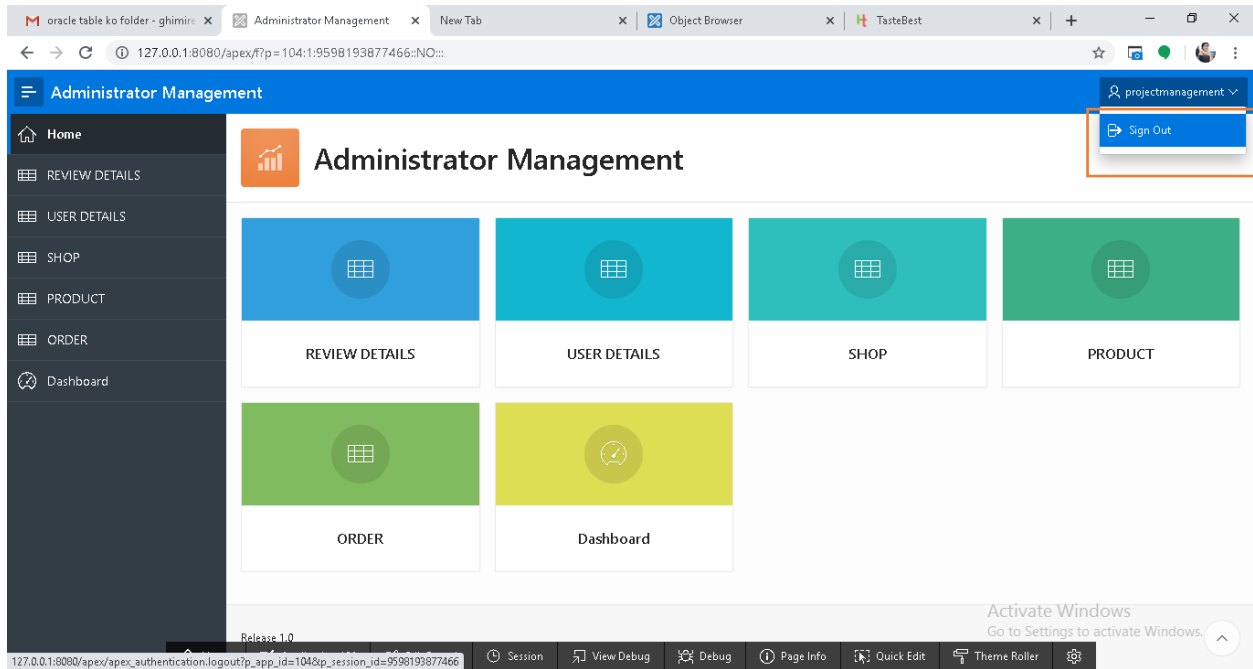 oracle table ko folder - ghimire
Administrator Management
New Tab
Object Browser
TasteBest
127.0.0.1:8080/apex/f?p=104:1:9598193877466::NO:::
Administrator Management
projectmanagement
Sign Out
Home
REVIEW DETAILS
USER DETAILS
SHOP
PRODUCT
ORDER
Dashboard
Administrator Management
REVIEW DETAILS
USER DETAILS
SHOP
PRODUCT
ORDER
Dashboard
Release 1.0
Activate Windows
Go to Settings to activate Windows.
127.0.0.1:8080/apex/apex_authentication.logout?p_app_id=104&p_session_id=9598193877466
Session
View Debug
Debug
Page Info
Quick Edit
Theme Roller